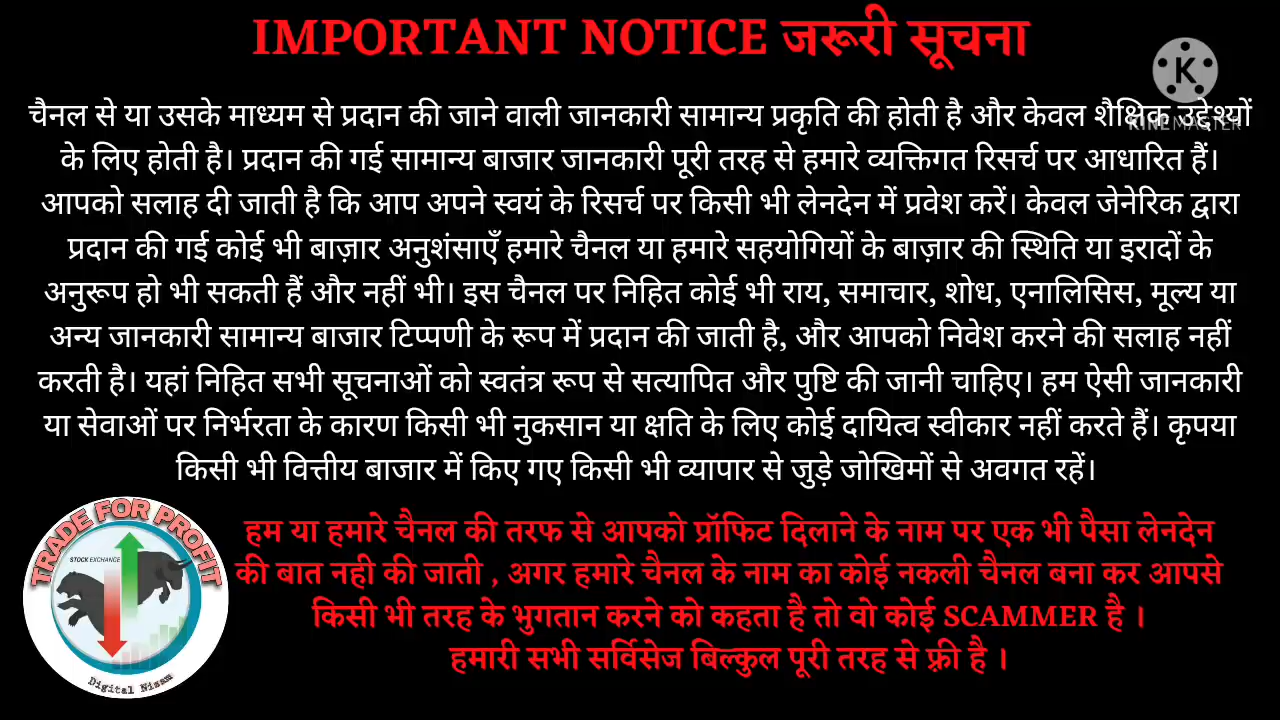 IMPORTANT NOTICE जरूरी सूचना
K
KINEMASTER
चैनल से या उसके माध्यम से प्रदान की जाने वाली जानकारी सामान्य प्रकृति की होती है और केवल शैक्षिक उद्देश्यों
के लिए होती है। प्रदान की गई सामान्य बाजार जानकारी पूरी तरह से हमारे व्यक्तिगत रिसर्च पर आधारित हैं।
आपको सलाह दी जाती है कि आप अपने स्वयं के रिसर्च पर किसी भी लेनदेन में प्रवेश करें। केवल जेनेरिक द्वारा
प्रदान की गई कोई भी बाज़ार अनुशंसाएँ हमारे चैनल या हमारे सहयोगियों के बाज़ार की स्थिति या इरादों के
अनुरूप हो भी सकती हैं और नहीं भी। इस चैनल पर निहित कोई भी राय, समाचार, शोध, एनालिसिस, मूल्य या
अन्य जानकारी सामान्य बाजार टिप्पणी के रूप में प्रदान की जाती है, और आपको निवेश करने की सलाह नहीं
करती है। यहां निहित सभी सूचनाओं को स्वतंत्र रूप से सत्यापित और पुष्टि की जानी चाहिए। हम ऐसी जानकारी
या सेवाओं पर निर्भरता के कारण किसी भी नुकसान या क्षति के लिए कोई दायित्व स्वीकार नहीं करते हैं। कृपया
किसी भी वित्तीय बाजार में किए गए किसी भी व्यापार से जुड़े जोखिमों से अवगत रहें।
TRADE FOR PROFIT
STOCK EXCHANGE
Digital Nizam
हम या हमारे चैनल की तरफ से आपको प्रॉफिट दिलाने के नाम पर एक भी पैसा लेनदेन
की बात नही की जाती , अगर हमारे चैनल के नाम का कोई नकली चैनल बना कर आपसे
किसी भी तरह के भुगतान करने को कहता है तो वो कोई SCAMMER है ।
हमारी सभी सर्विसेज बिल्कुल पूरी तरह से फ़्री है ।